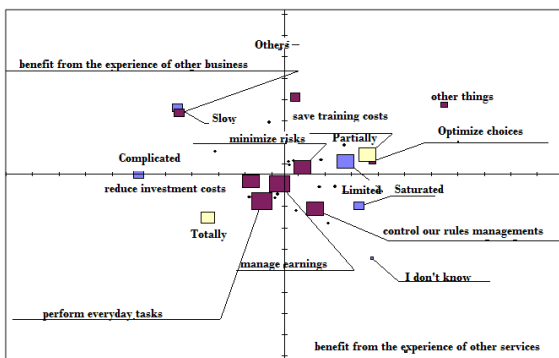 Others
benefit from the experience of other business
other things
Slow
save training costs
minimize risks
Partially
Optimize choices
Complicated
reduce investment costs
Limited
Saturated
Totally
control our rules managements
manage earnings
I don't know
perform everyday tasks
benefit from the experience of other services